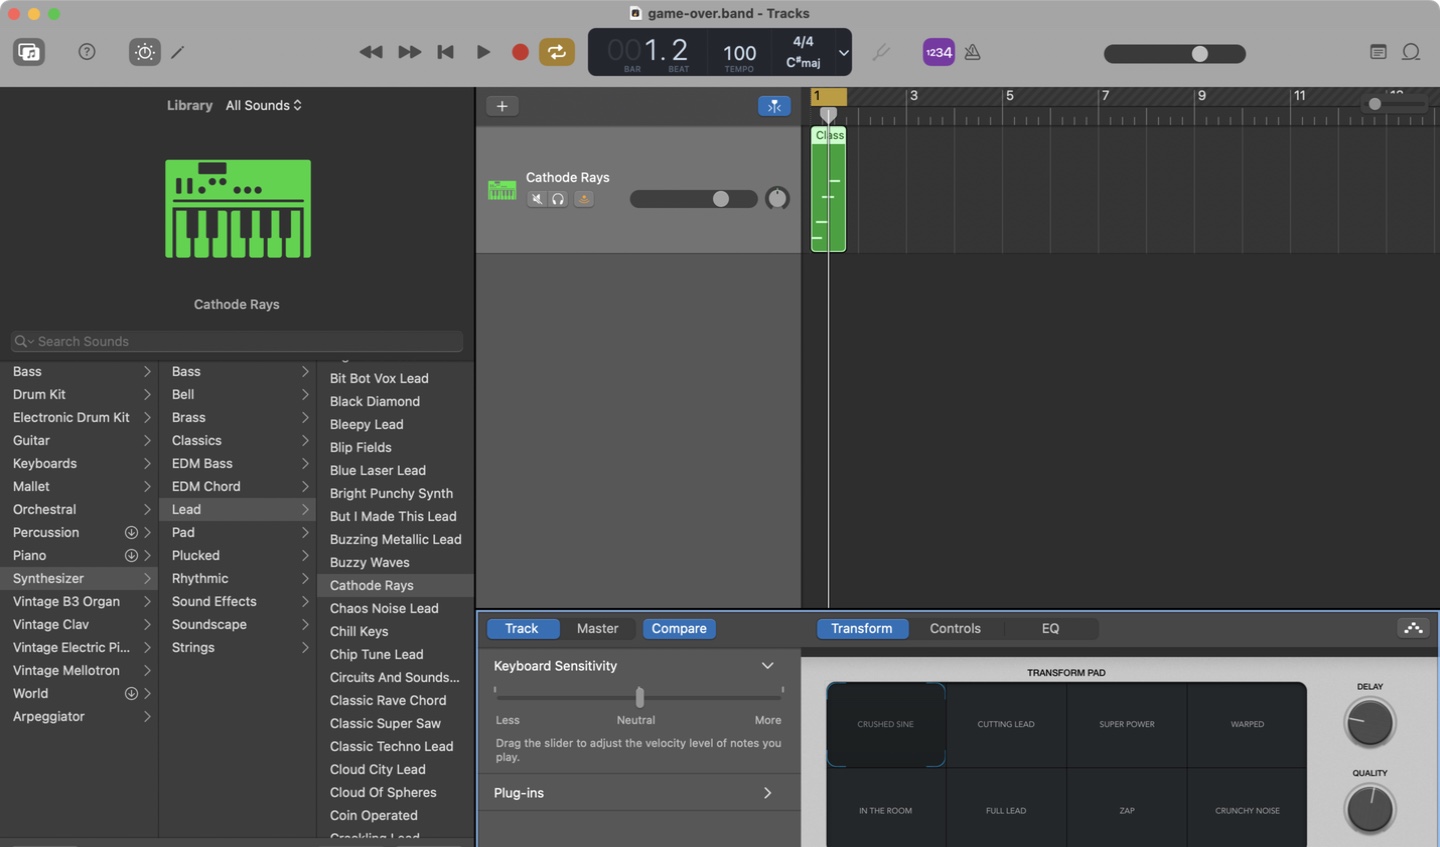 game-over.band - Tracks
001.2
BAR BEAT
100
TEMPO
4/4
C#maj
1234
Library All Sounds
1 3 5 7 9 11
Class
Cathode Rays
Cathode Rays
Search Sounds
Bass
Drum Kit
Electronic Drum Kit
Guitar
Keyboards
Mallet
Orchestral
Percussion
Piano
Synthesizer
Vintage B3 Organ
Vintage Clav
Vintage Electric Pi...
Vintage Mellotron
World
Arpeggiator
Bass
Bell
Brass
Classics
EDM Bass
EDM Chord
Lead
Pad
Plucked
Rhythmic
Sound Effects
Soundscape
Strings
Bit Bot Vox Lead
Black Diamond
Bleepy Lead
Blip Fields
Blue Laser Lead
Bright Punchy Synth
But I Made This Lead
Buzzing Metallic Lead
Buzzy Waves
Cathode Rays
Chaos Noise Lead
Chill Keys
Chip Tune Lead
Circuits And Sounds...
Classic Rave Chord
Classic Super Saw
Classic Techno Lead
Cloud City Lead
Cloud Of Spheres
Coin Operated
Crackling Lead
Track Master Compare
Transform Controls EQ
Keyboard Sensitivity
Less Neutral More
Drag the slider to adjust the velocity level of notes you
play.
Plug-ins
TRANSFORM PAD
CRUSHED SINE CUTTING LEAD SUPER POWER WARPED
IN THE ROOM FULL LEAD ZAP CRUNCHY NOISE
DELAY
QUALITY